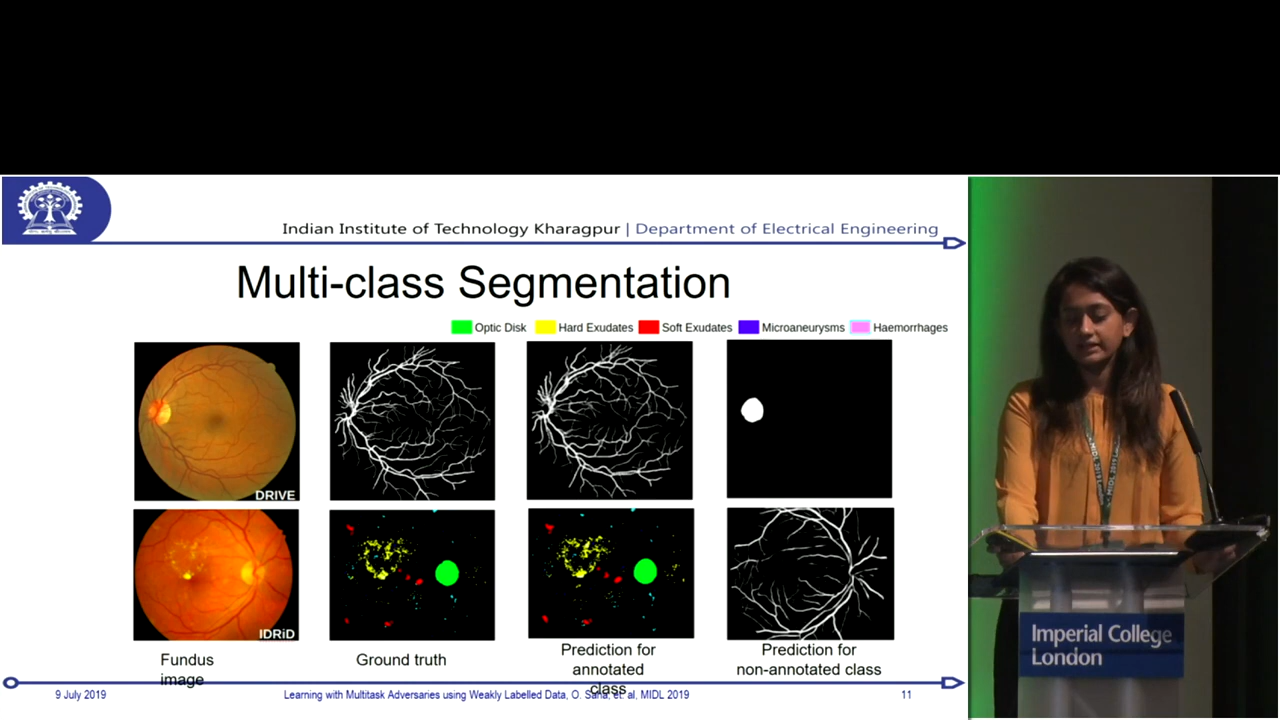 Indian Institute of Technology Kharagpur | Department of Electrical Engineering
Multi-class Segmentation
Optic Disk Hard Exudates Soft Exudates Microaneurysms Haemorrhages
DRIVE
IDRiD
Fundus
image
Ground truth
Prediction for
annotated
class
Prediction for
non-annotated class
9 July 2019
Learning with Multitask Adversaries using Weakly Labelled Data, O. Saha, et. al, MIDL 2019
11
MIDL 2019
Imperial College
London